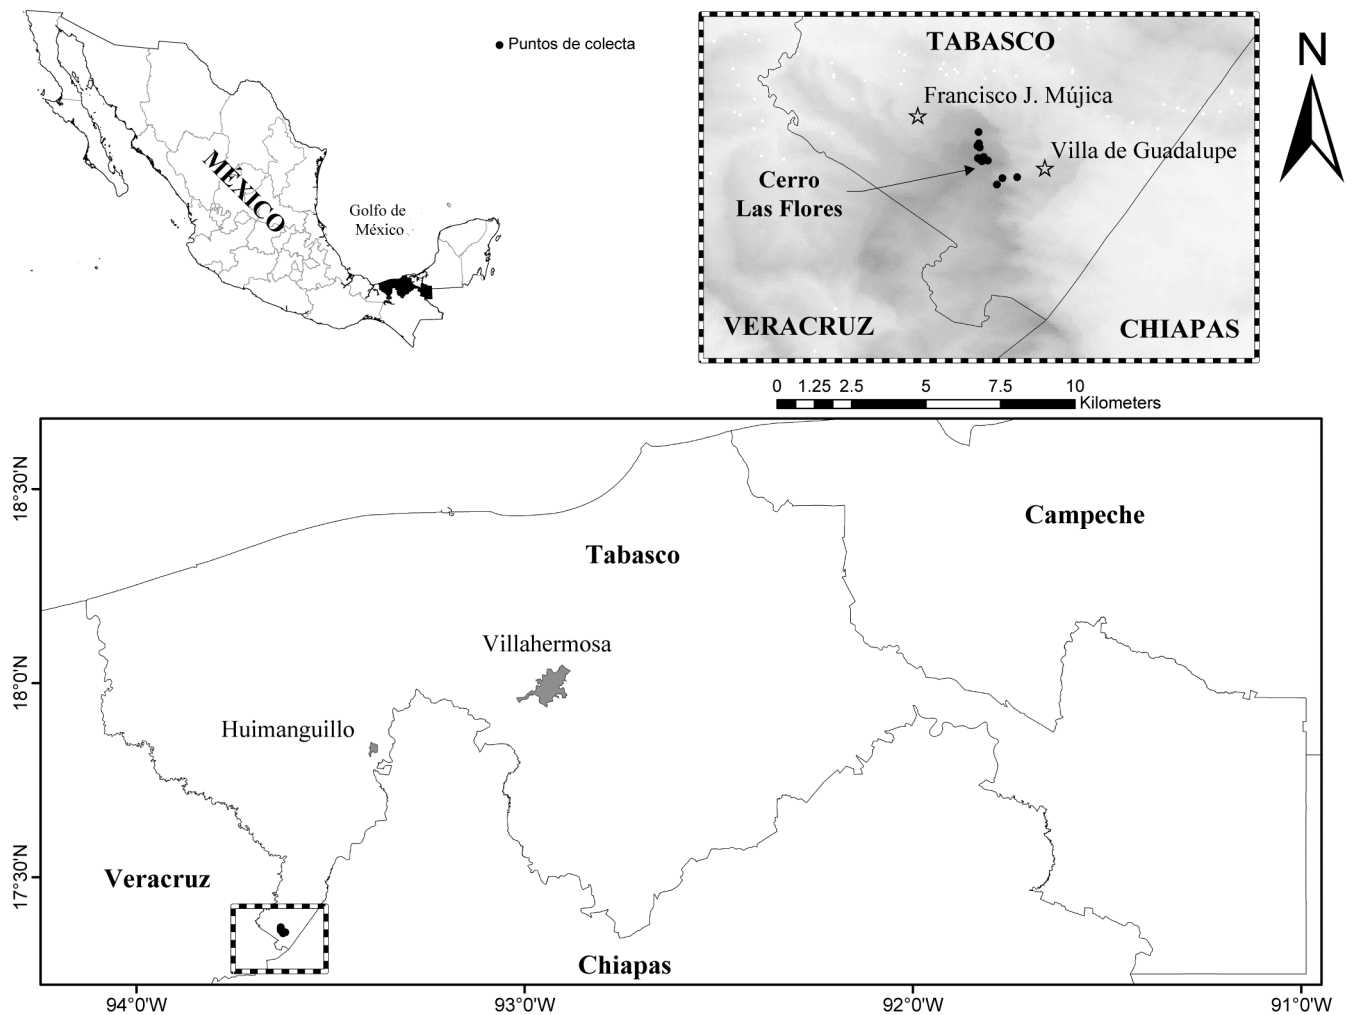 Puntos de colecta
MÉXICO
Golfo de
México
TABASCO
Francisco J. Mújica
Villa de Guadalupe
Cerro
Las Flores
VERACRUZ
CHIAPAS
N
0 1.25 2.5 5 7.5 10
Kilometers
18°30'N
18°0'N
17°30'N
Campeche
Tabasco
Villahermosa
Huimanguillo
Veracruz
Chiapas
94°0'W 93°0'W 92°0'W 91°0'W